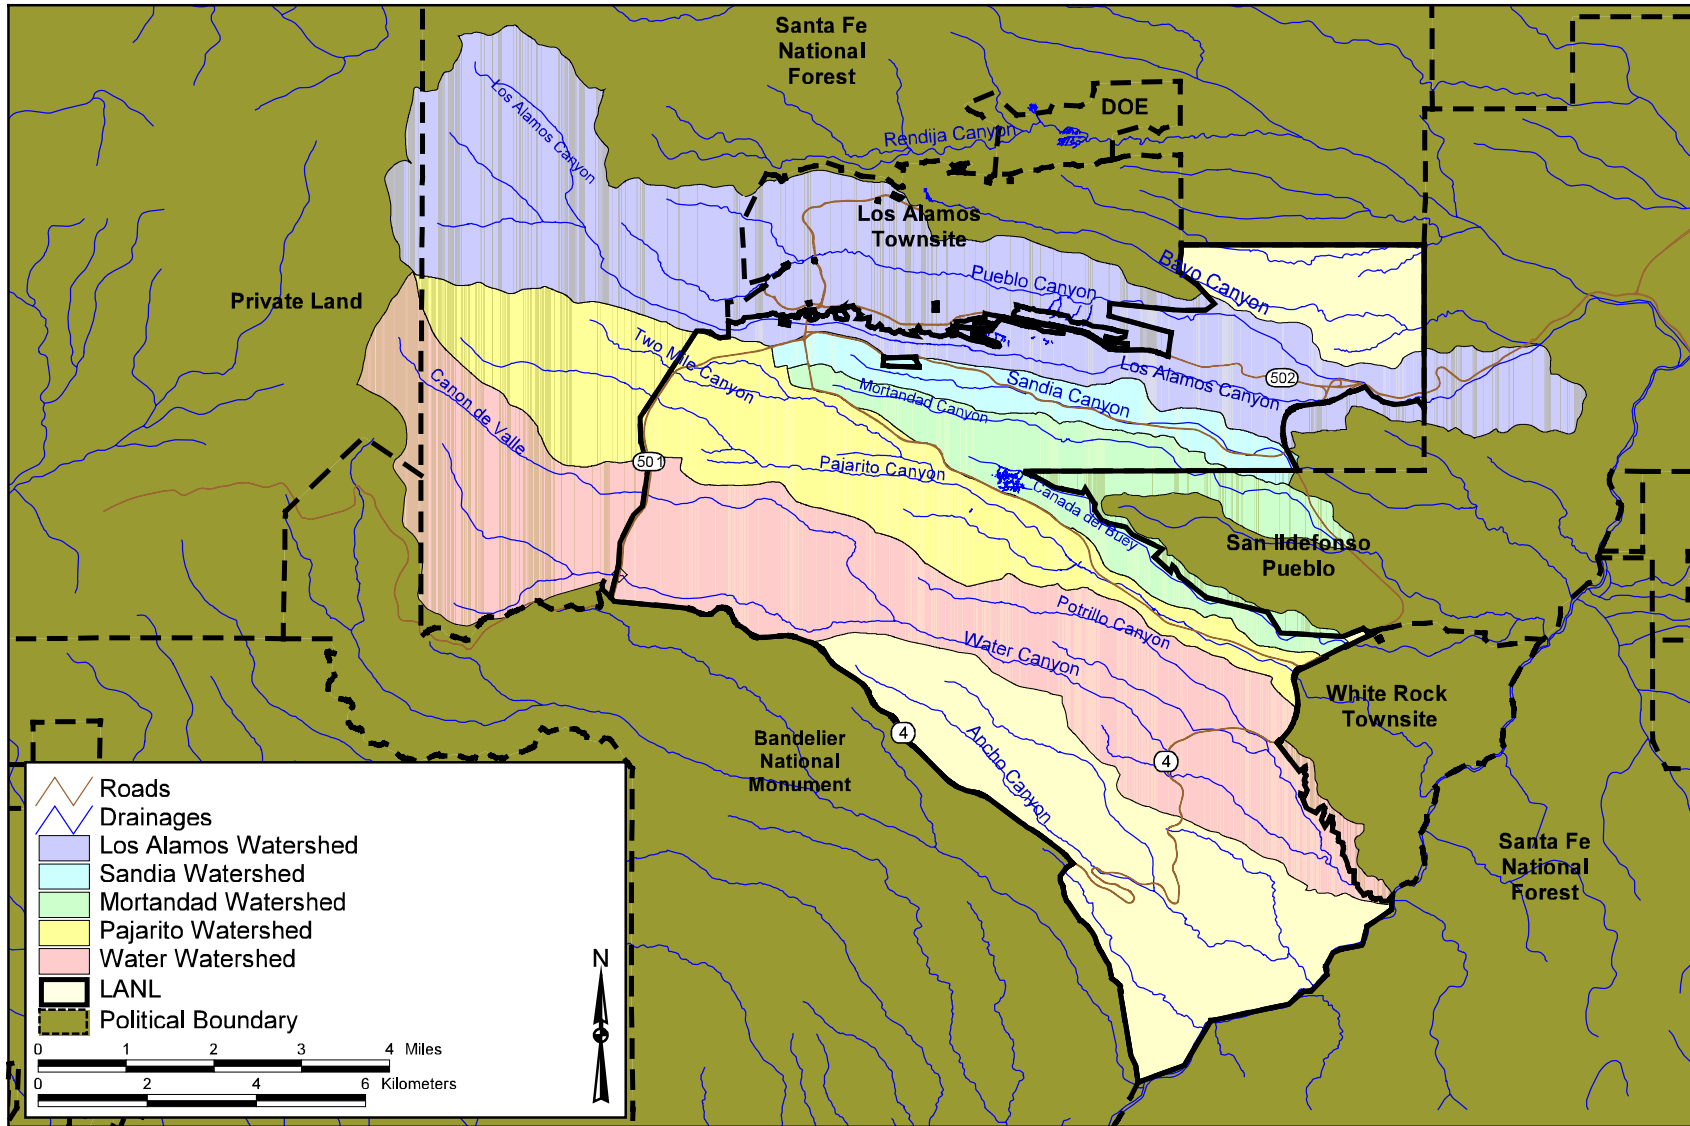 Santa Fe
National
Forest
DOE
Los Alamos Canyon
Rendija Canyon
Los Alamos
Townsite
Pueblo Canyon
Bayo Canyon
Private Land
Two Mile Canyon
Canon de Valle
Mortandad Canyon
Sandia Canyon
Los Alamos Canyon
502
501
Pajarito Canyon
Canada del Buey
San Ildefonso
Pueblo
Potrillo Canyon
Water Canyon
White Rock
Townsite
Bandelier
National
Monument
4
Ancho Canyon
4
Santa Fe
National
Forest
Roads
Drainages
Los Alamos Watershed
Sandia Watershed
Mortandad Watershed
Pajarito Watershed
Water Watershed
LANL
Political Boundary
N
0 1 2 3 4 Miles
0 2 4 6 Kilometers